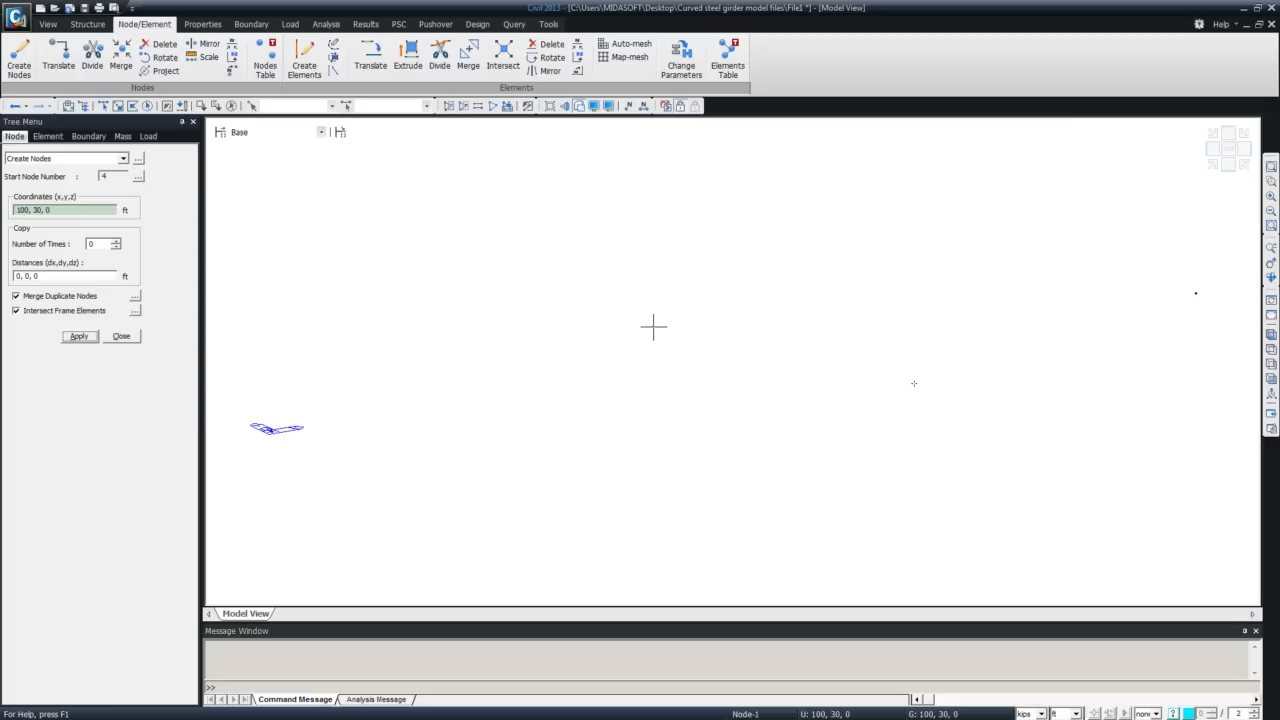 Civil 2013 - [C:\Users\MIDASOFT\Desktop\Curved steel girder model files\File1 *] - [Model View]
View Structure Node/Element Properties Boundary Load Analysis Results PSC Pushover Design Query Tools Help
Create Nodes Translate Divide Merge Delete Rotate Project Mirror Scale Nodes Table Create Elements Translate Extrude Divide Merge Intersect Delete Rotate Mirror Auto-mesh Map-mesh Change Parameters Elements Table
Nodes Elements
Tree Menu
Node Element Boundary Mass Load
Base
Create Nodes
Start Node Number : 4
Coordinates (x,y,z)
100, 30, 0 ft
Copy
Number of Times : 0
Distances (dx,dy,dz) :
0, 0, 0 ft
Merge Duplicate Nodes
Intersect Frame Elements
Apply Close
Model View
Message Window
>>
Command Message Analysis Message
For Help, press F1 Node-1 U: 100, 30, 0 G: 100, 30, 0 kips ft non 0 / 2